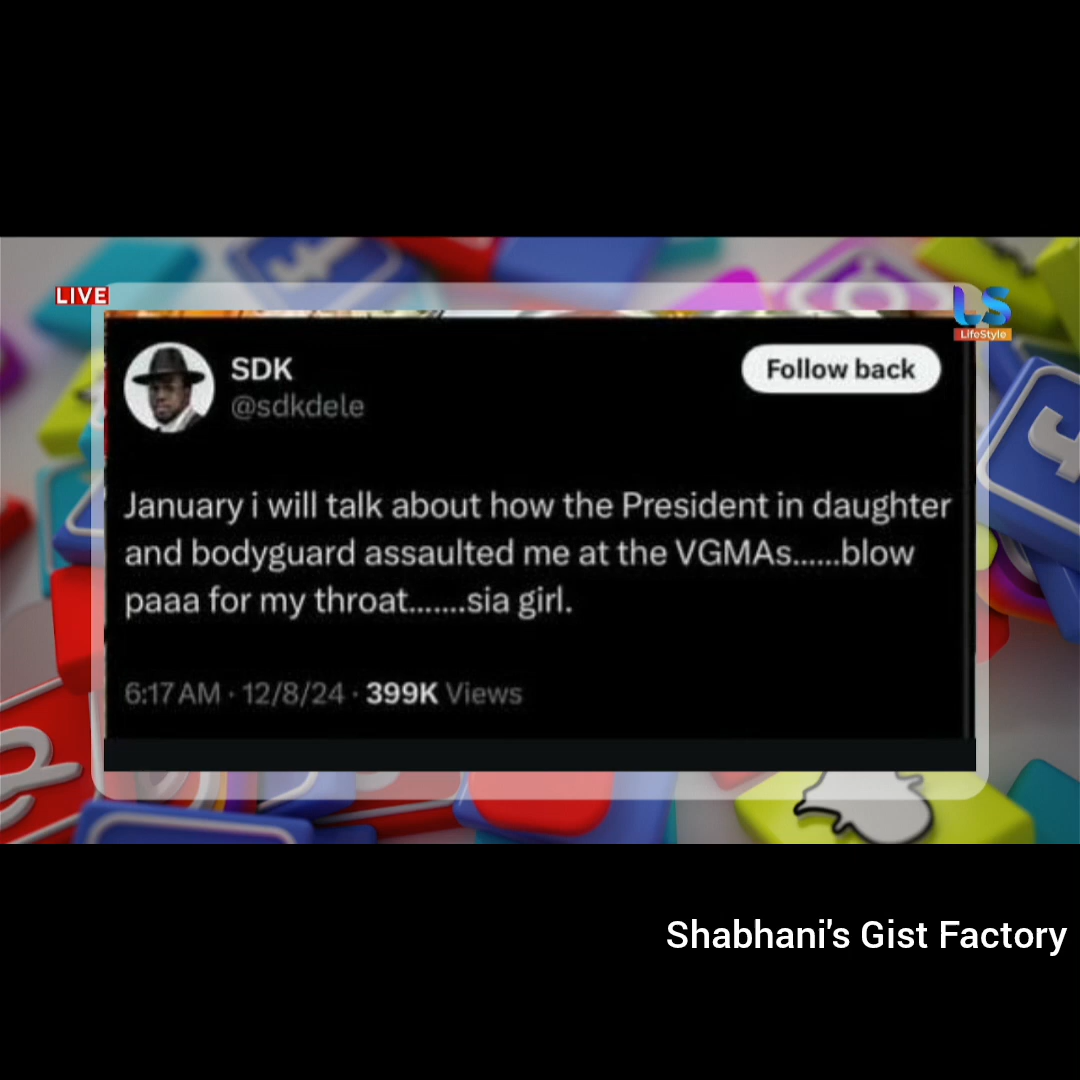 LIVE
LS
LifeStyle
SDK
@sdkdele
Follow back
January i will talk about how the President in daughter
and bodyguard assaulted me at the VGMAs......blow
paaa for my throat.......sia girl.
6:17 AM · 12/8/24 · 399K Views
Shabhani's Gist Factory